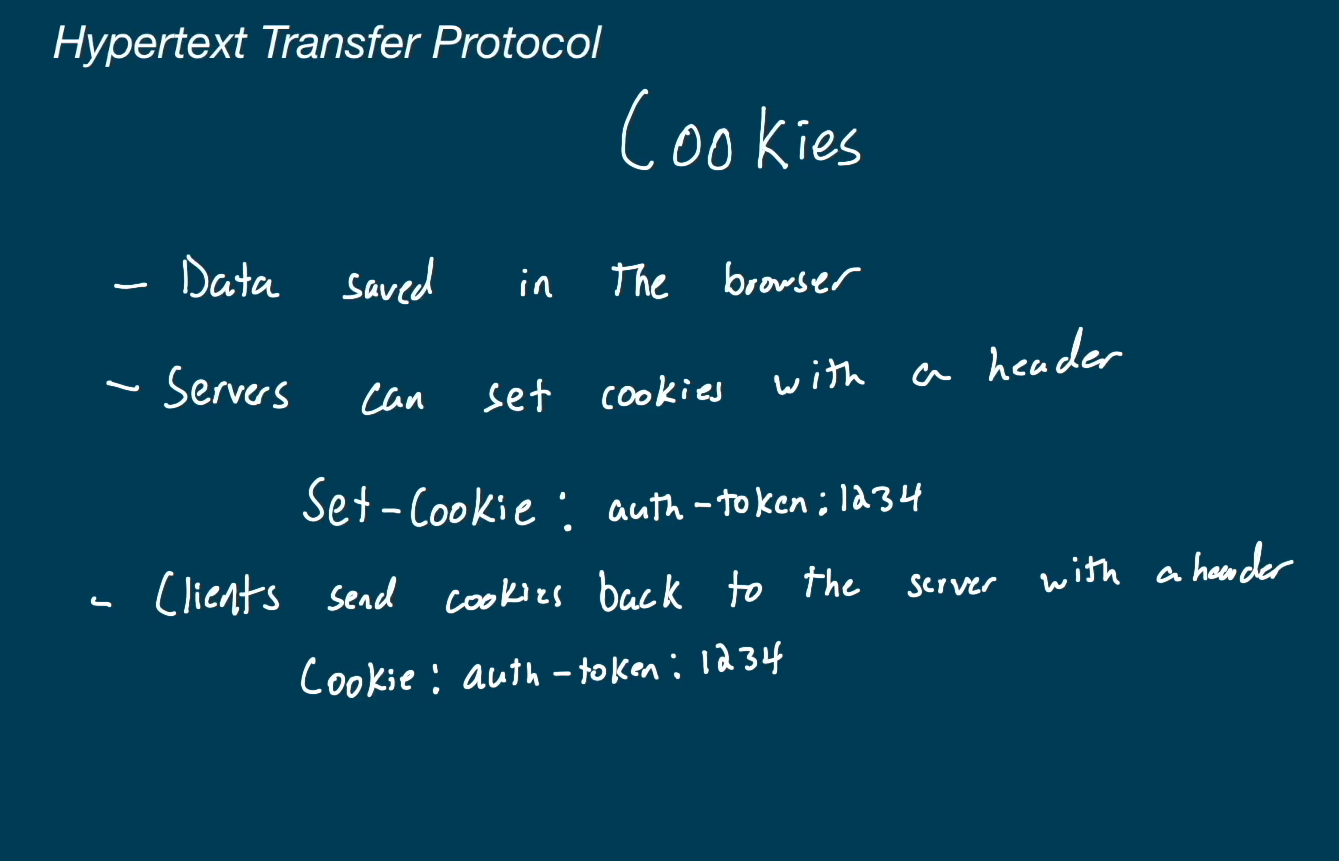 Hypertext Transfer Protocol
Cookies
- Data saved in the browser
- Servers can set cookies with a header
Set-Cookie: auth-token:1234
- Clients send cookies back to the server with a header
Cookie: auth-token: 1234